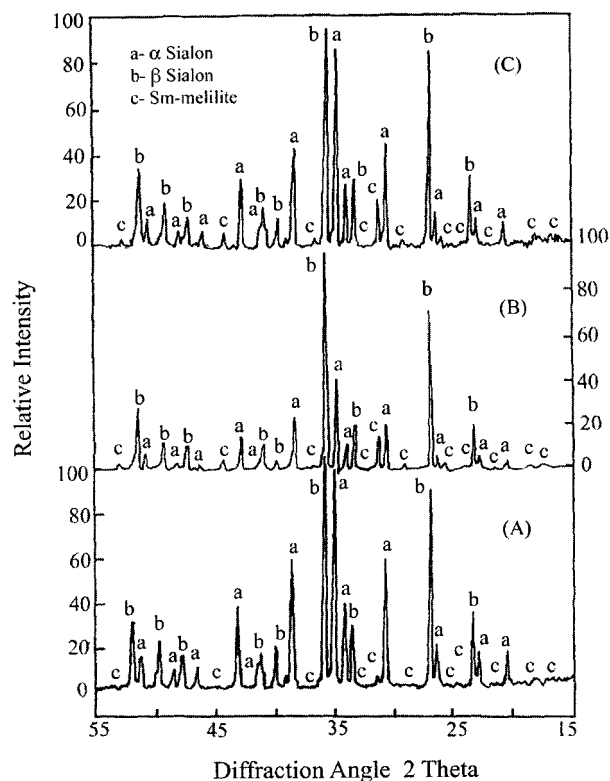 100
80
60
40
20
0
a- α Sialon
b- β Sialon
c- Sm-melilite
(C)
b a b
a a b a b c b a
c b a b a b a c a a b b c c a a c c c a c c
100
80
60
40
20
0
(B)
b b
a
b a a b a b c a b
c a b c b a c a a b c c c a c c c c a a c c
100
80
60
40
20
0
(A)
b a b
a a
a a b b
b a b a b a c a b b c c c a c c a a c c
c
Relative Intensity
55 45 35 25 15
Diffraction Angle 2 Theta